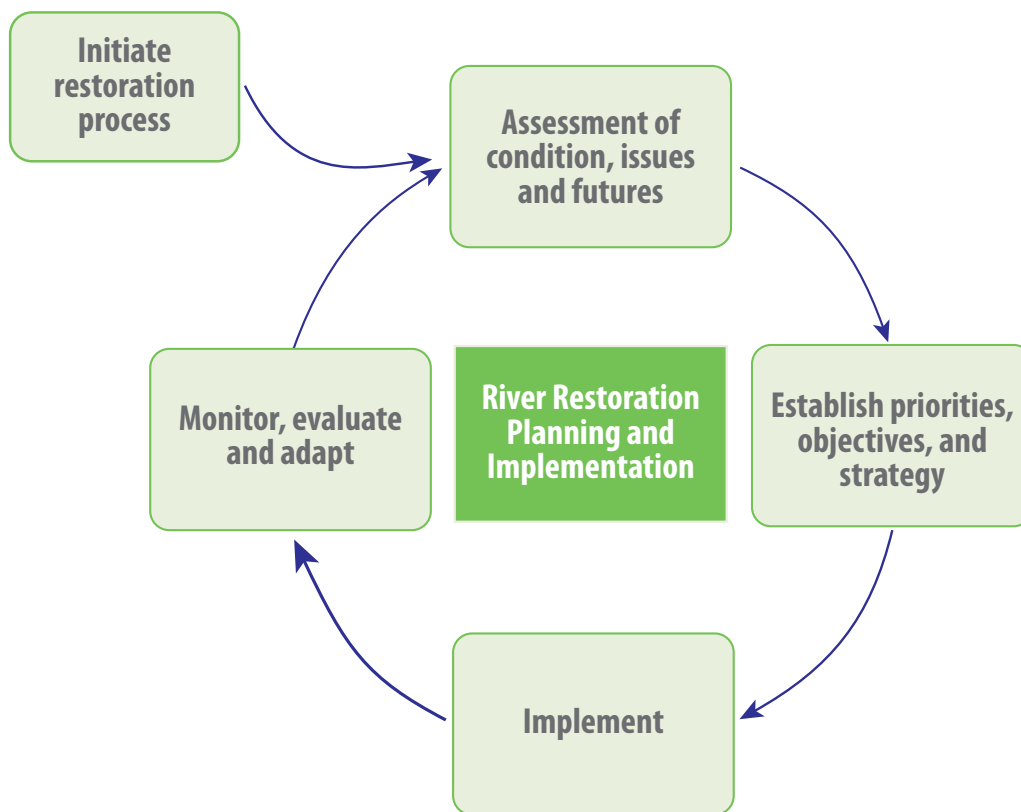 Initiate
restoration
process
Assessment of
condition, issues
and futures
Establish priorities,
objectives, and
strategy
Implement
Monitor, evaluate
and adapt
River Restoration
Planning and
Implementation